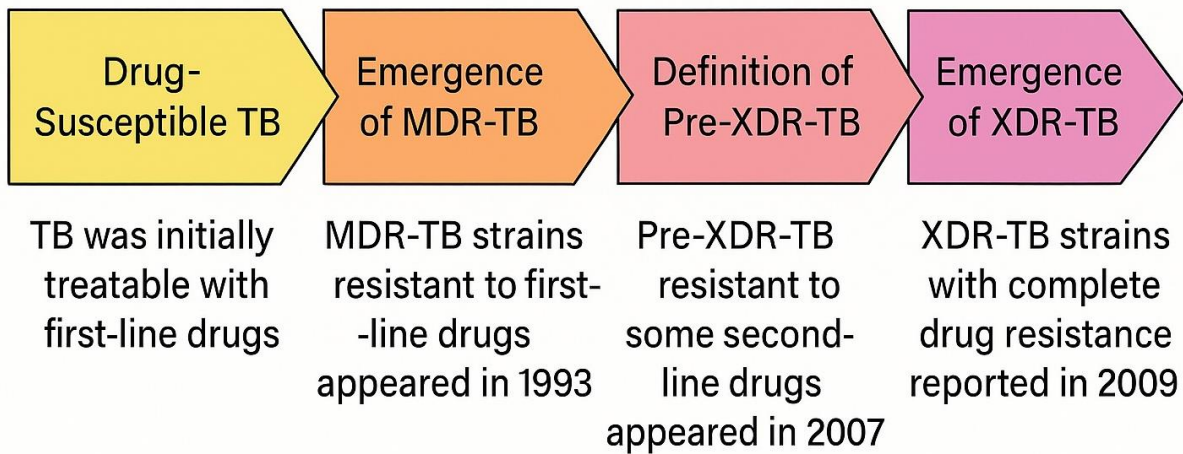 Drug-
Susceptible TB
Emergence
of MDR-TB
Definition of
Pre-XDR-TB
Emergence
of XDR-TB
TB was initially
treatable with
first-line drugs
MDR-TB strains
resistant to first-
-line drugs
appeared in 1993
Pre-XDR-TB
resistant to
some second-
line drugs
appeared in 2007
XDR-TB strains
with complete
drug resistance
reported in 2009